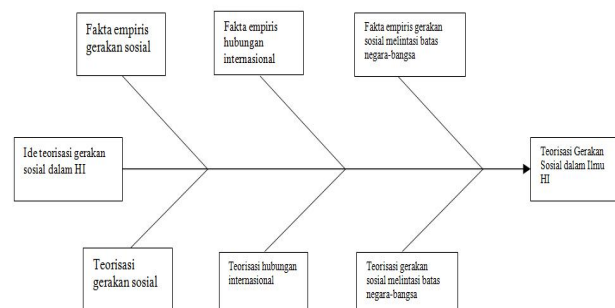 Fakta empiris
gerakan sosial
Fakta empiris
hubungan
internasional
Fakta empiris gerakan
sosial melintasi batas
negara-bangsa
Ide teorisasi gerakan
sosial dalam HI
Teorisasi Gerakan
Sosial dalam Ilmu
HI
Teorisasi
gerakan sosial
Teorisasi hubungan
internasional
Teorisasi gerakan
sosial melintasi batas
negara-bangsa